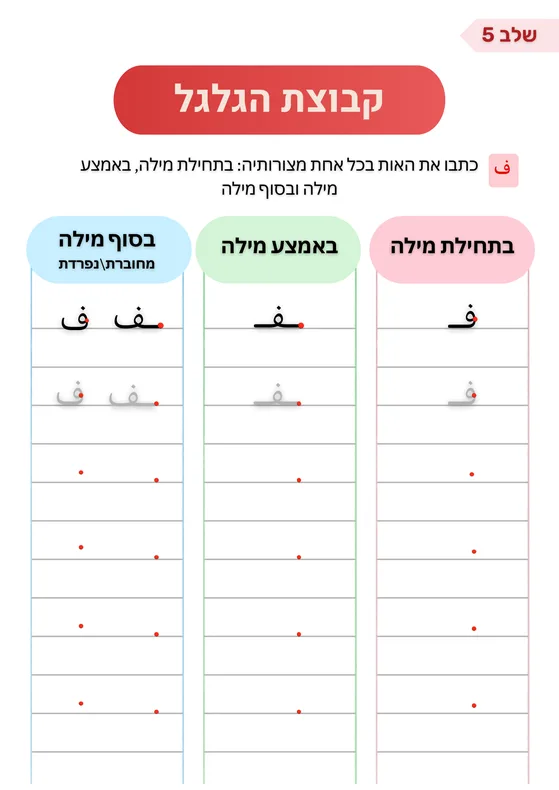 שלב 5
קבוצת הגלגל
ف כתבו את האות בכל אחת מצורותיה: בתחילת מילה, באמצע
מילה ובסוף מילה
בתחילת מילה באמצע מילה בסוף מילה
מחוברת\נפרדת
فـ ـفـ ـف ف
فـ ـفـ ـف ف